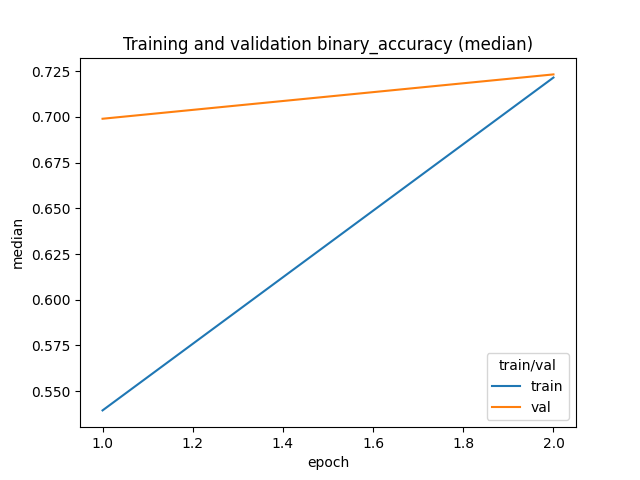 Training and validation binary_accuracy (median)
0.725
0.700
0.675
0.650
0.625
0.600
0.575
0.550
median
1.0 1.2 1.4 1.6 1.8 2.0
epoch
train/val
train
val